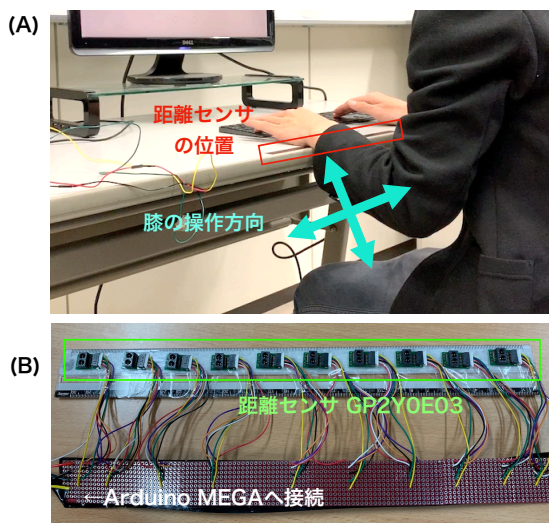 (A)
DELL
距離センサ
の位置
膝の操作方向
(B)
距離センサ GP2Y0E03
←Arduino MEGAへ接続